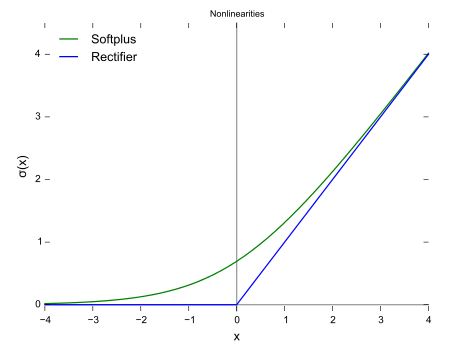 Nonlinearities
Softplus
Rectifier
4
3
2
1
0
σ(x)
−4 −3 −2 −1 0 1 2 3 4
x